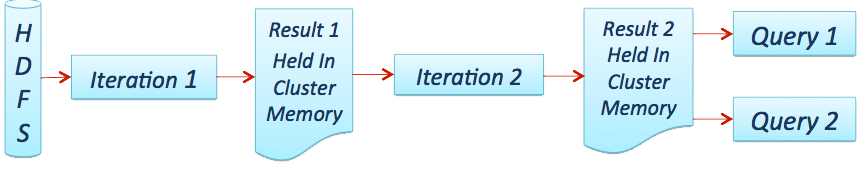 H
D
F
S
Iteration 1
Result 1
Held In
Cluster
Memory
Iteration 2
Result 2
Held In
Cluster
Memory
Query 1
Query 2